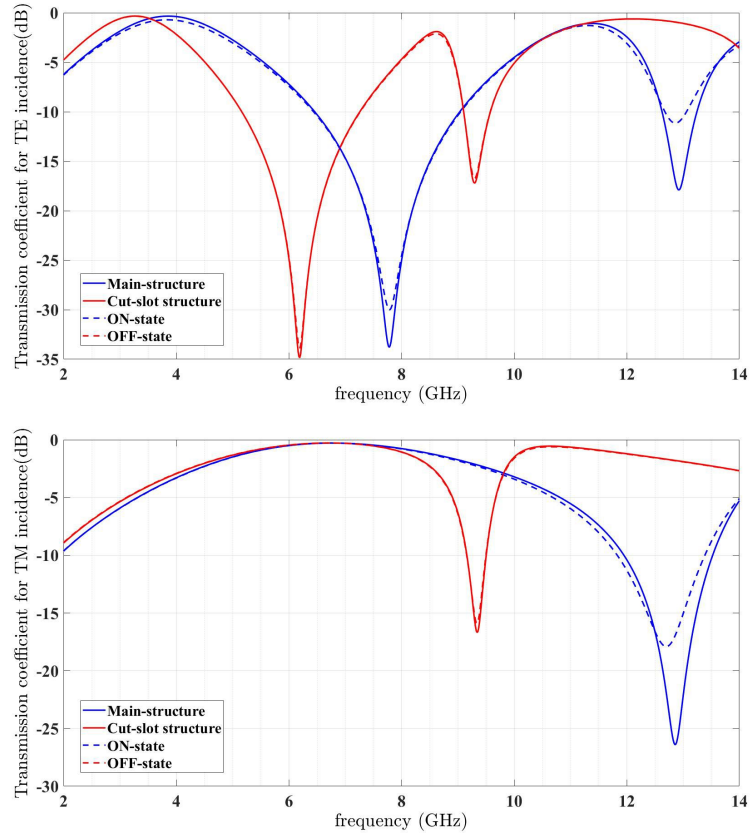 Transmission coefficient for TE incidence(dB)
0
-5
-10
-15
-20
-25
-30
-35
Main-structure
Cut-slot structure
ON-state
OFF-state
2 4 6 8 10 12 14
frequency (GHz)
Transmission coefficient for TM incidence(dB)
0
-5
-10
-15
-20
-25
-30
Main-structure
Cut-slot structure
ON-state
OFF-state
2 4 6 8 10 12 14
frequency (GHz)